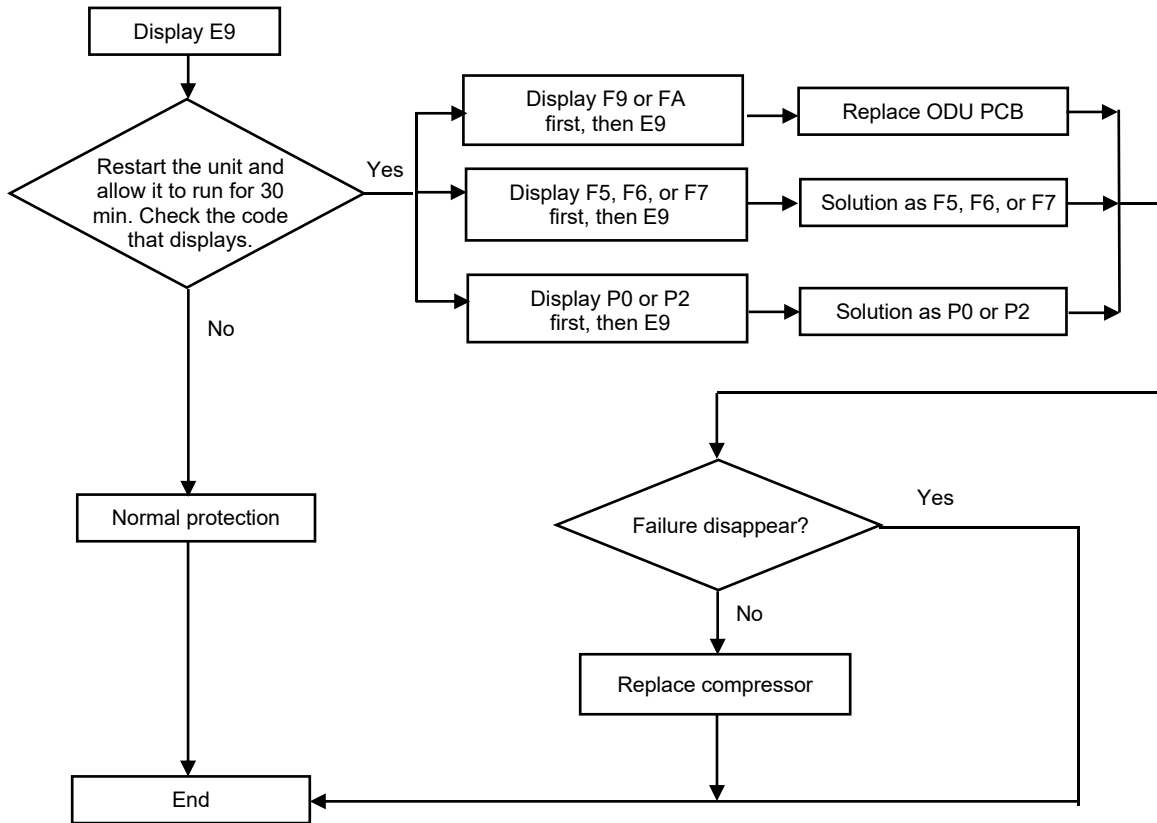 Display E9
Restart the unit and
allow it to run for 30
min. Check the code
that displays.
Yes
No
Display F9 or FA
first, then E9
Replace ODU PCB
Display F5, F6, or F7
first, then E9
Solution as F5, F6, or F7
Display P0 or P2
first, then E9
Solution as P0 or P2
Normal protection
Failure disappear?
Yes
No
Replace compressor
End